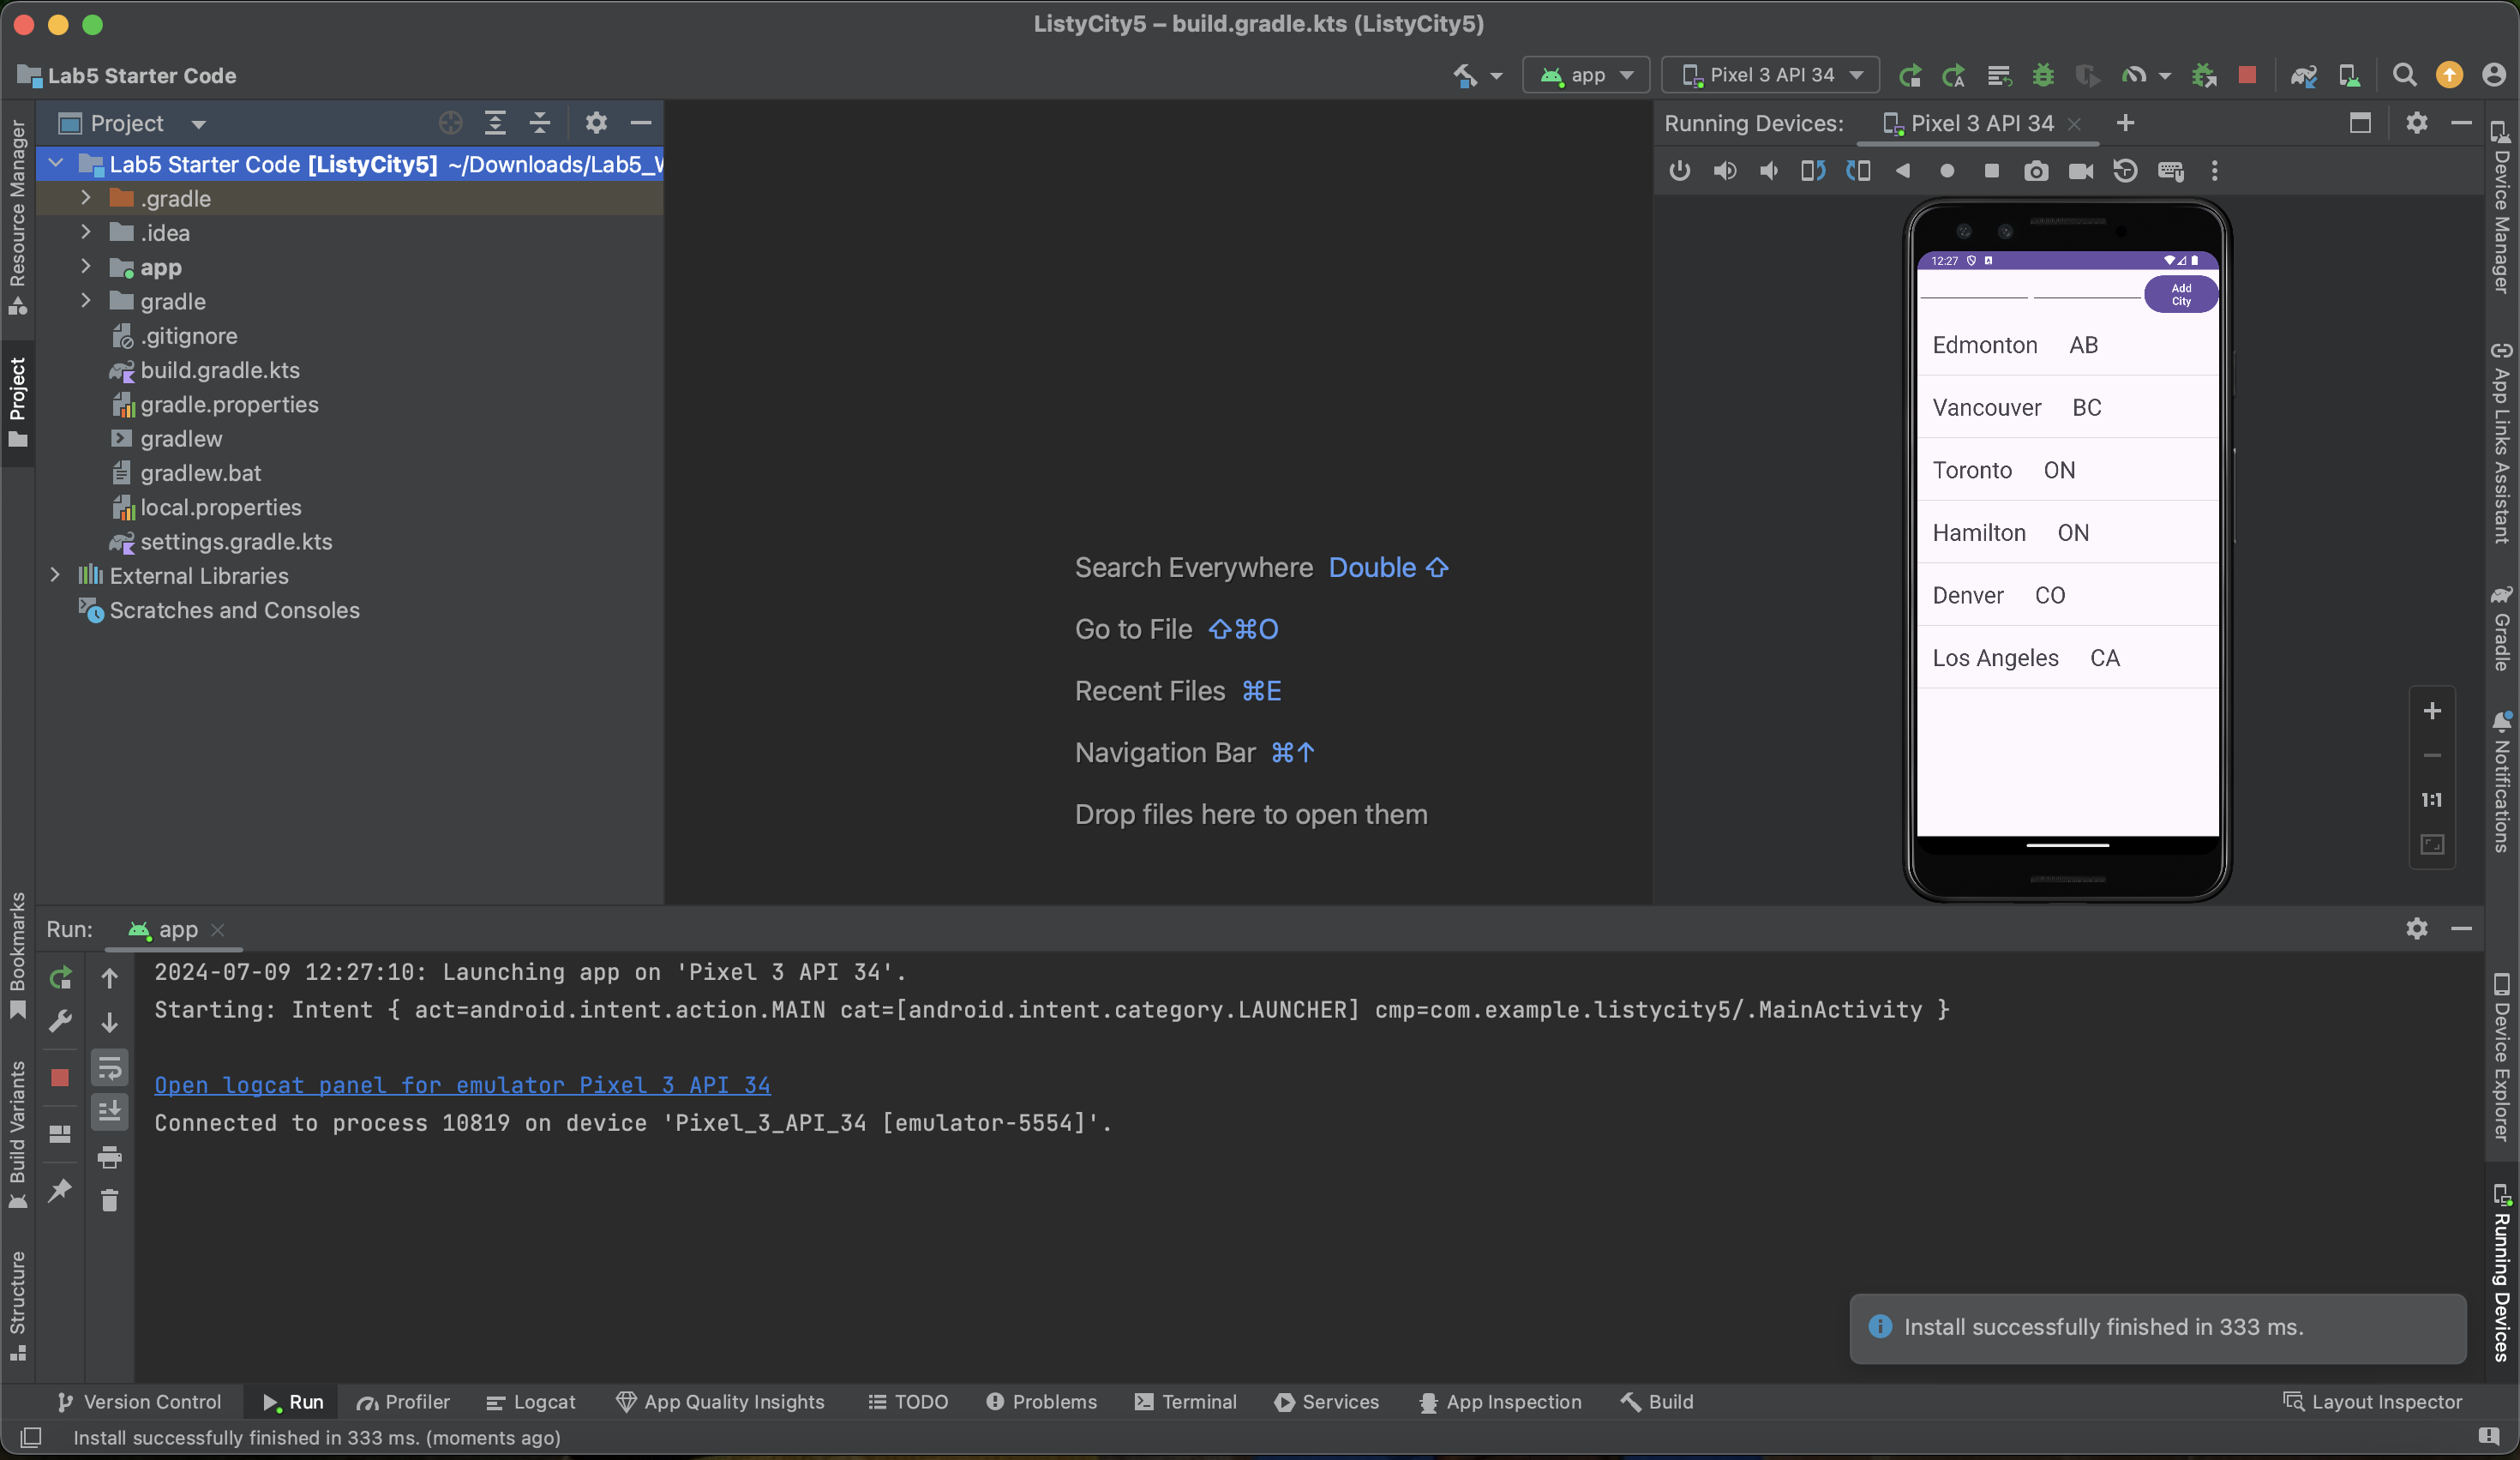 ListyCity5 – build.gradle.kts (ListyCity5)
Lab5 Starter Code
app
Pixel 3 API 34
Project
Running Devices:
Pixel 3 API 34
Lab5 Starter Code [ListyCity5] ~/Downloads/Lab5_W
.gradle
.idea
app
gradle
.gitignore
build.gradle.kts
gradle.properties
gradlew
gradlew.bat
local.properties
settings.gradle.kts
External Libraries
Scratches and Consoles
Resource Manager
Project
Bookmarks
Build Variants
Structure
Search Everywhere Double ⇧
Go to File ⇧⌘O
Recent Files ⌘E
Navigation Bar ⌘↑
Drop files here to open them
12:27
Add
City
Edmonton AB
Vancouver BC
Toronto ON
Hamilton ON
Denver CO
Los Angeles CA
1:1
Device Manager
App Links Assistant
Gradle
Notifications
Device Explorer
Running Devices
Run:
app
2024-07-09 12:27:10: Launching app on 'Pixel 3 API 34'.
Starting: Intent { act=android.intent.action.MAIN cat=[android.intent.category.LAUNCHER] cmp=com.example.listycity5/.MainActivity }
Open logcat panel for emulator Pixel 3 API 34
Connected to process 10819 on device 'Pixel_3_API_34 [emulator-5554]'.
Install successfully finished in 333 ms.
Version Control
Run
Profiler
Logcat
App Quality Insights
TODO
Problems
Terminal
Services
App Inspection
Build
Layout Inspector
Install successfully finished in 333 ms. (moments ago)